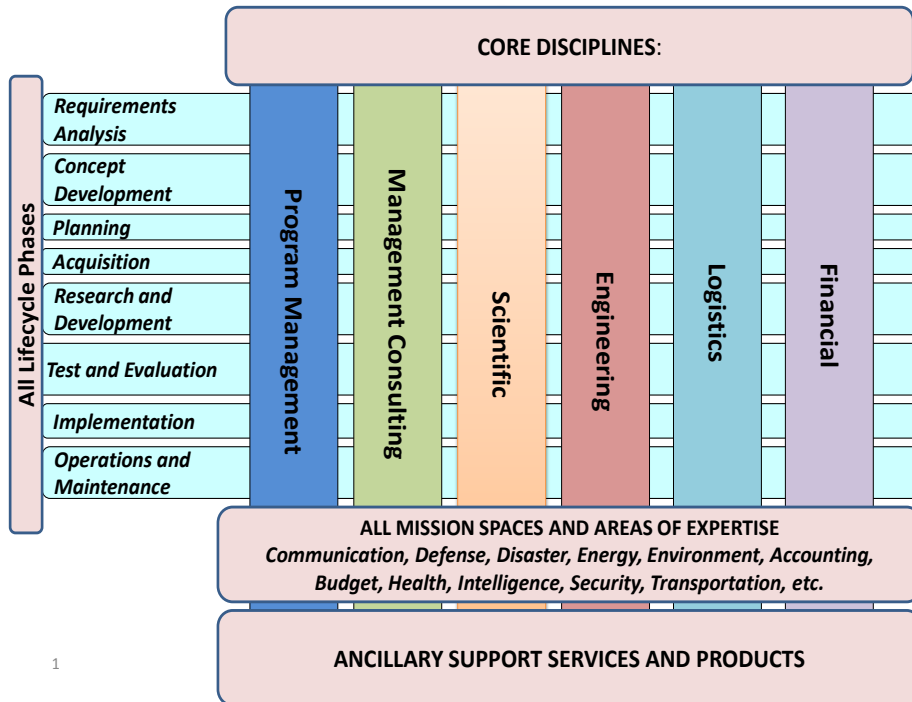 CORE DISCIPLINES:
All Lifecycle Phases
Requirements
Analysis
Concept
Development
Planning
Acquisition
Research and
Development
Test and Evaluation
Implementation
Operations and
Maintenance
Program Management
Management Consulting
Scientific
Engineering
Logistics
Financial
ALL MISSION SPACES AND AREAS OF EXPERTISE
Communication, Defense, Disaster, Energy, Environment, Accounting,
Budget, Health, Intelligence, Security, Transportation, etc.
ANCILLARY SUPPORT SERVICES AND PRODUCTS
1